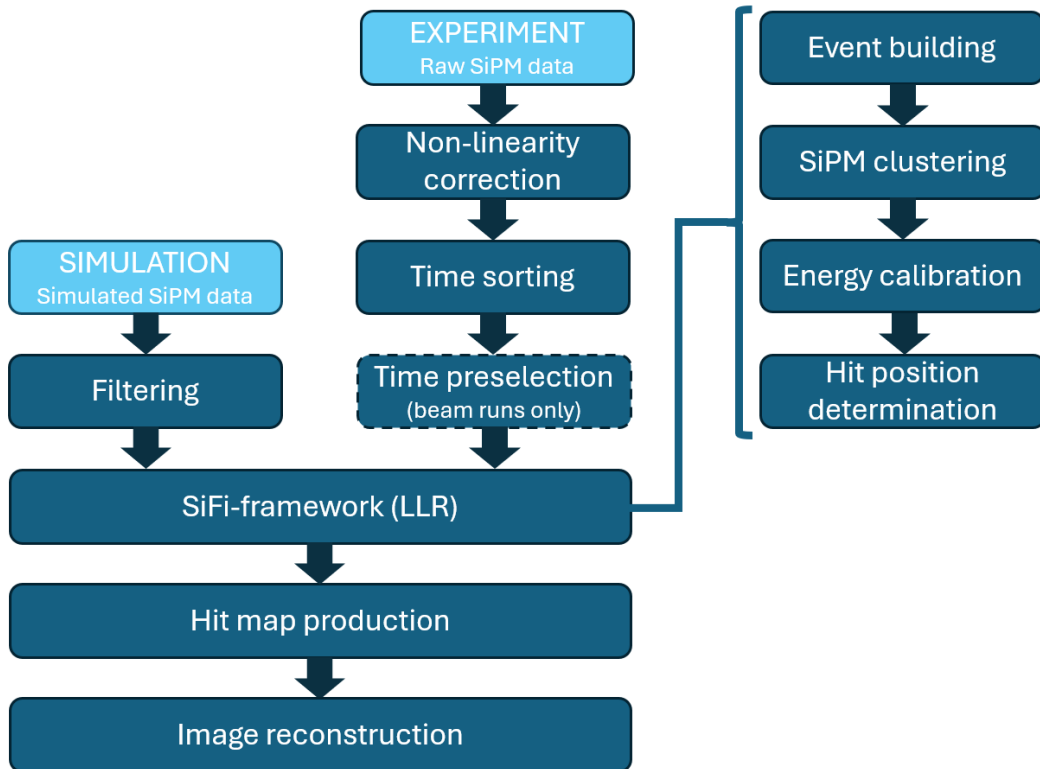 EXPERIMENT
Raw SiPM data
Non-linearity
correction
Time sorting
Time preselection
(beam runs only)
SIMULATION
Simulated SiPM data
Filtering
SiFi-framework (LLR)
Hit map production
Image reconstruction
Event building
SiPM clustering
Energy calibration
Hit position
determination